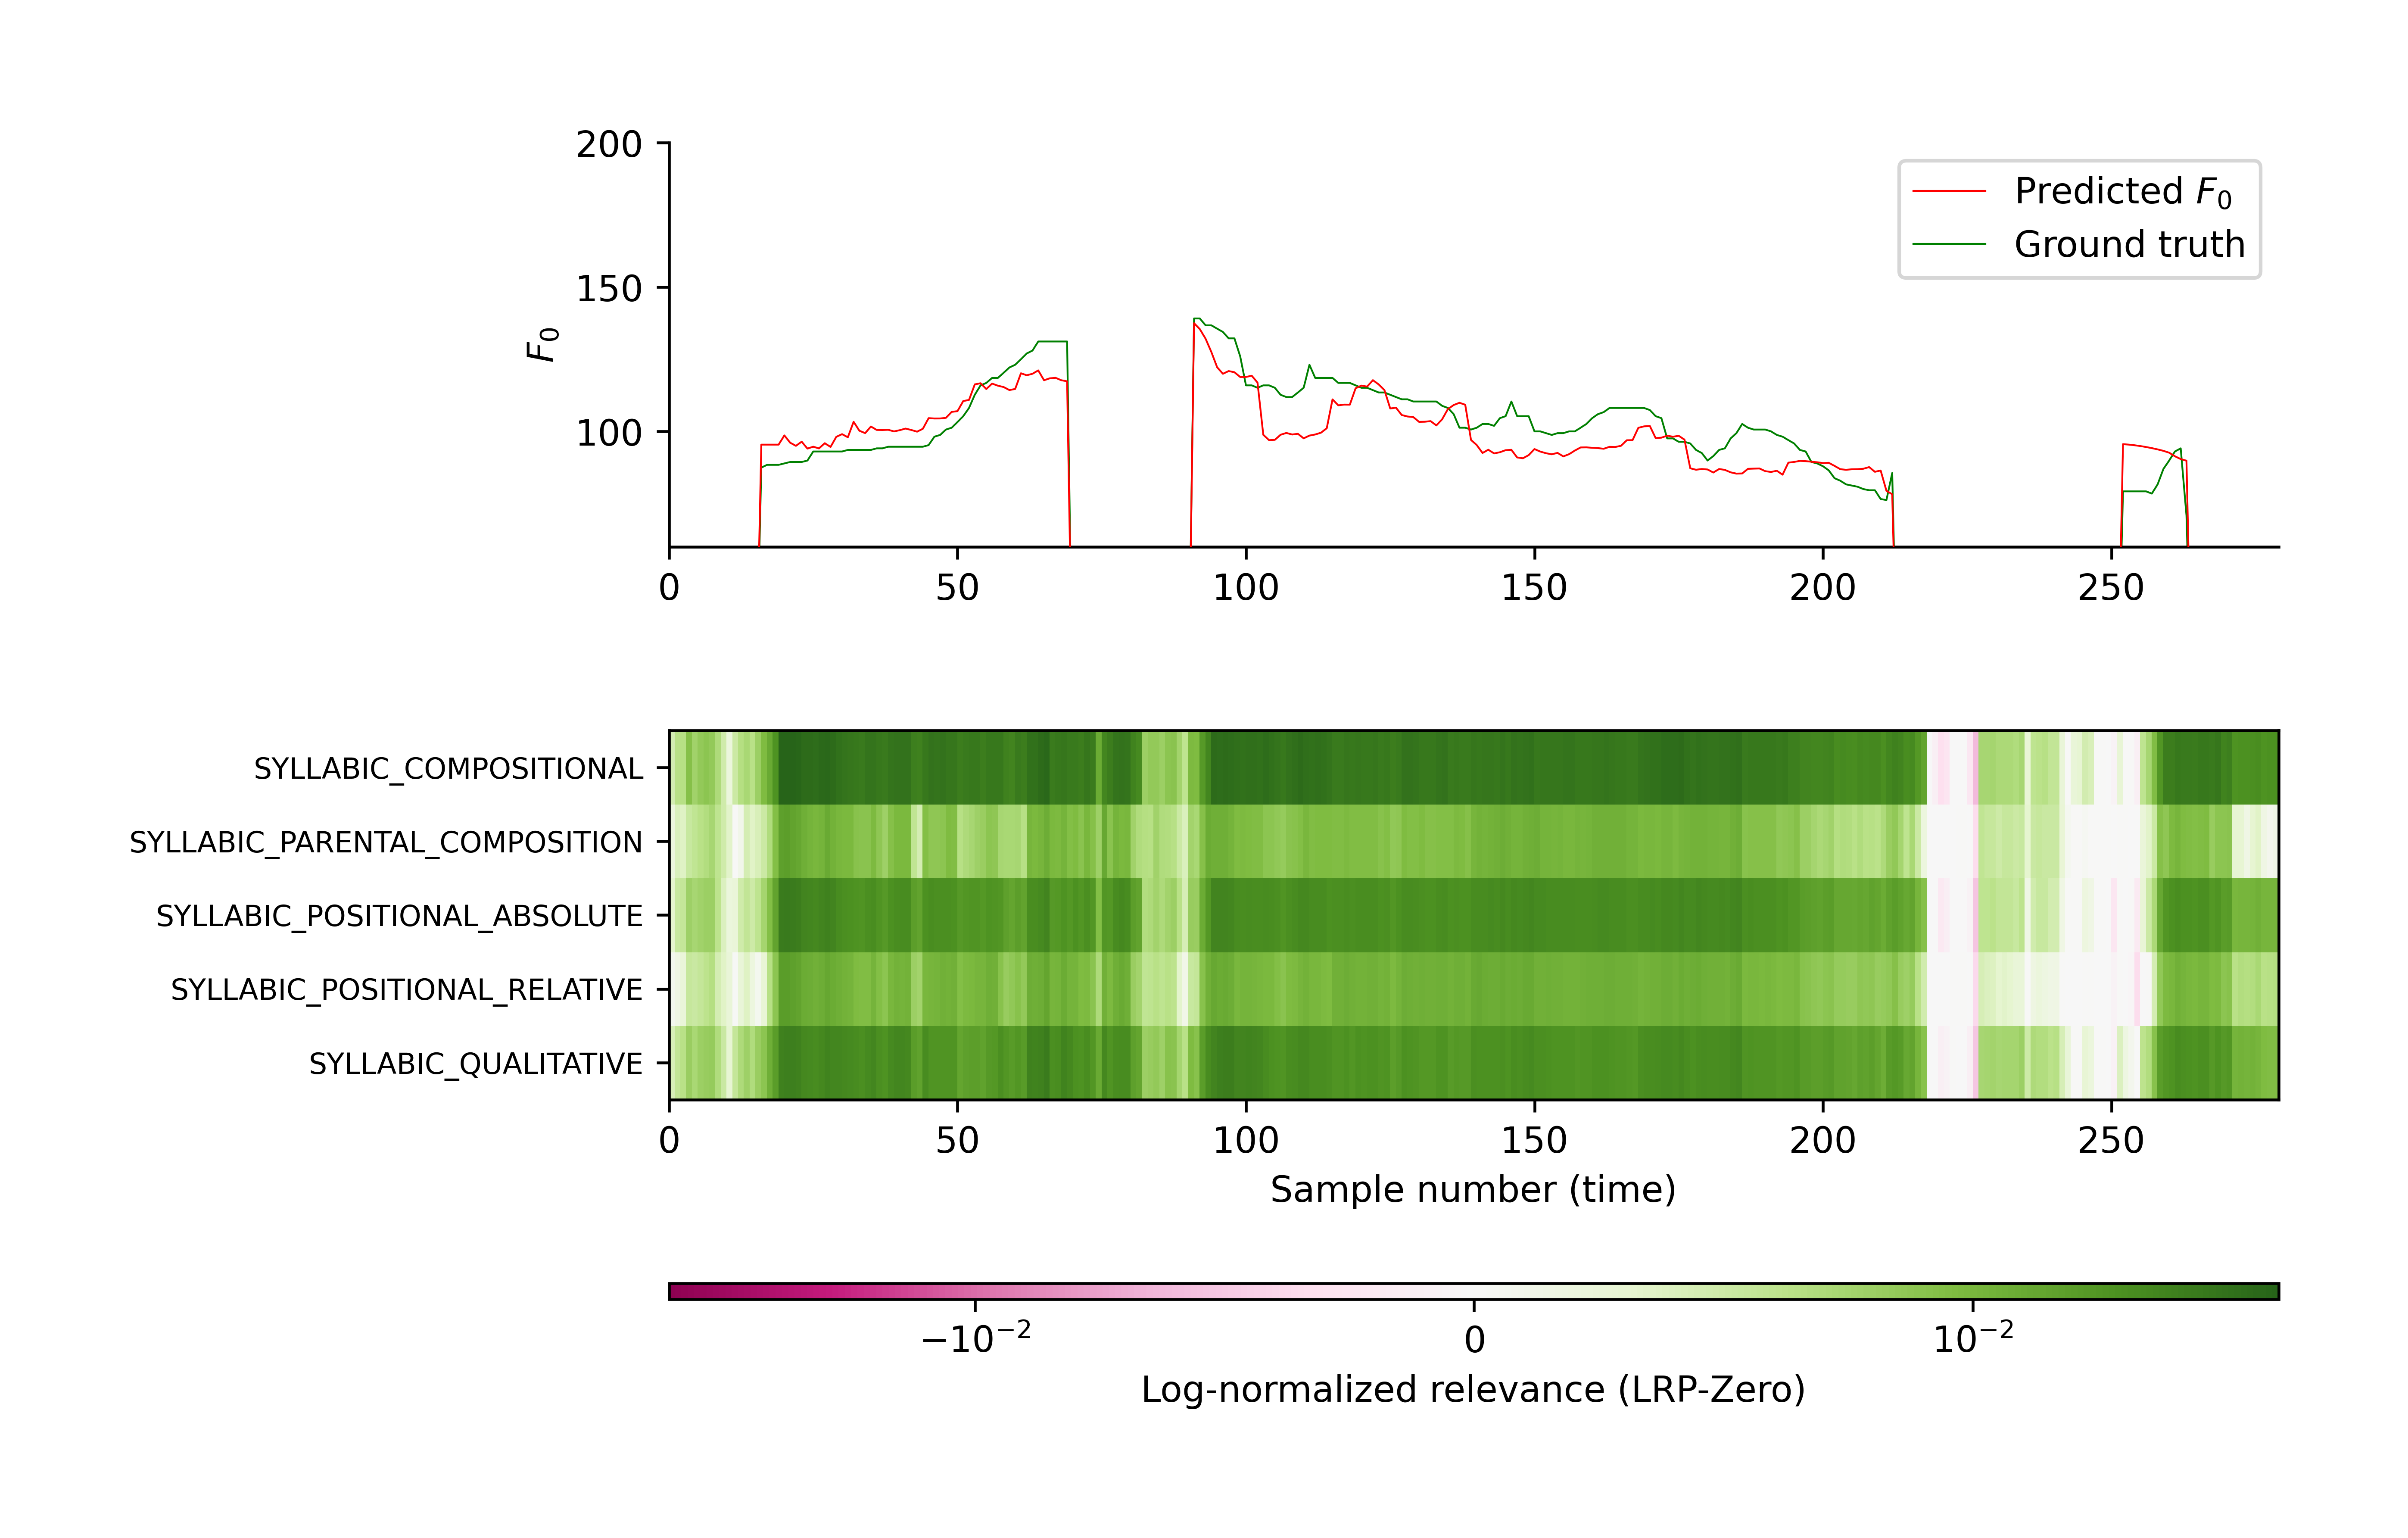 200
150
100
F₀
Predicted F₀
Ground truth
0 50 100 150 200 250
SYLLABIC_COMPOSITIONAL
SYLLABIC_PARENTAL_COMPOSITION
SYLLABIC_POSITIONAL_ABSOLUTE
SYLLABIC_POSITIONAL_RELATIVE
SYLLABIC_QUALITATIVE
0 50 100 150 200 250
Sample number (time)
−10⁻² 0 10⁻²
Log-normalized relevance (LRP-Zero)